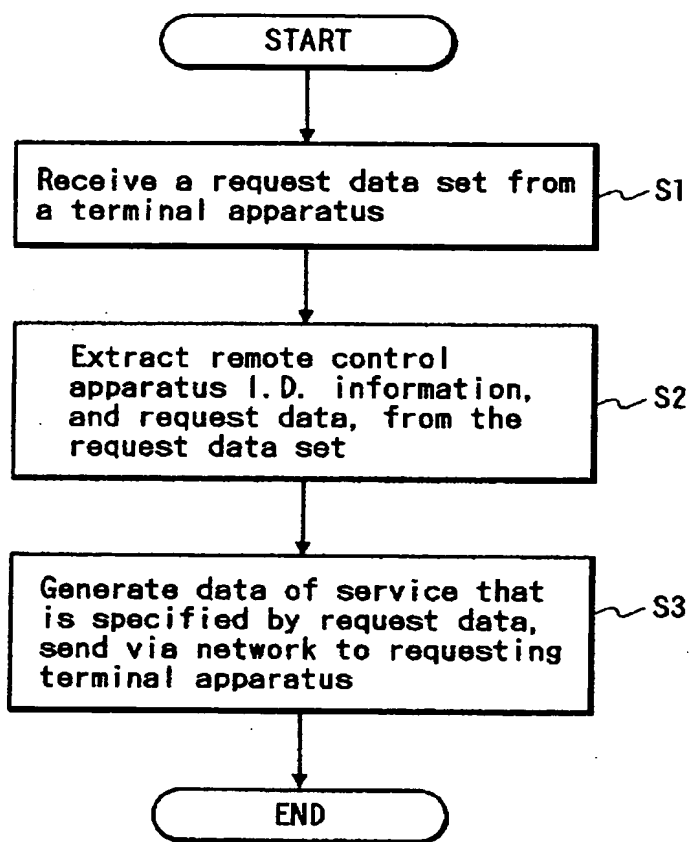 START
Receive a request data set from
a terminal apparatus
S1
Extract remote control
apparatus I.D. information,
and request data, from the
request data set
S2
Generate data of service that
is specified by request data,
send via network to requesting
terminal apparatus
S3
END